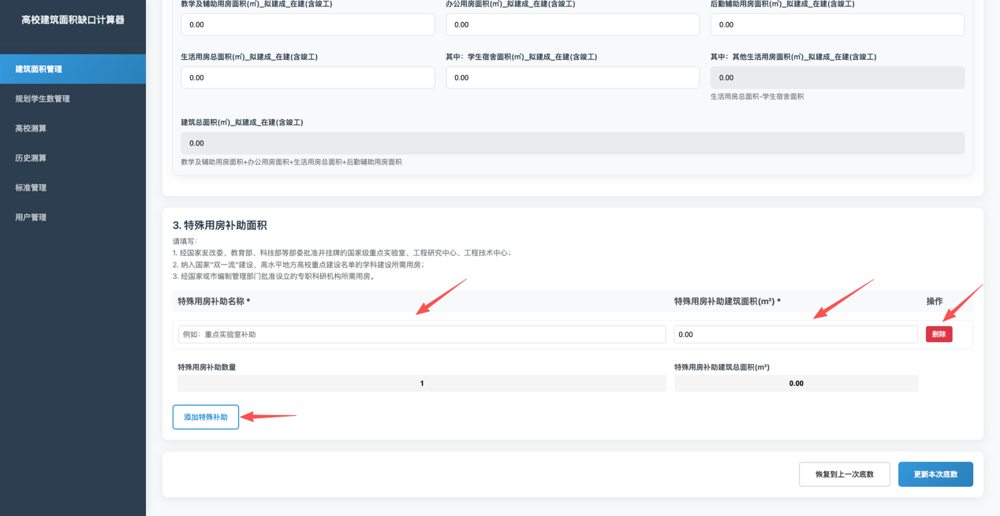 高校建筑面积缺口计算器
建筑面积管理
规划学生数管理
高校测算
历史测算
标准管理
用户管理
教学及辅助用房面积(㎡)_拟建成_在建(含竣工)
办公用房面积(㎡)_拟建成_在建(含竣工)
后勤辅助用房面积(㎡)_拟建成_在建(含竣工)
0.00
0.00
0.00
生活用房总面积(㎡)_拟建成_在建(含竣工)
其中：学生宿舍面积(㎡)_拟建成_在建(含竣工)
其中：其他生活用房面积(㎡)_拟建成_在建(含竣工)
0.00
0.00
0.00
生活用房总面积-学生宿舍面积
建筑总面积(㎡)_拟建成_在建(含竣工)
0.00
教学及辅助用房面积+办公用房面积+生活用房总面积+后勤辅助用房面积
3. 特殊用房补助面积
请填写：
1. 经国家发改委、教育部、科技部等部委批准并挂牌的国家级重点实验室、工程研究中心、工程技术中心；
2. 纳入国家"双一流"建设、高水平地方高校重点建设名单的学科建设所需用房；
3. 经国家或市编制管理部门批准设立的专职科研机构所需用房。
特殊用房补助名称 *
特殊用房补助建筑面积(m²) *
操作
例如：重点实验室补助
0.00
删除
特殊用房补助数量
特殊用房补助建筑总面积(m²)
1
0.00
添加特殊补助
恢复到上一次底数
更新本次底数